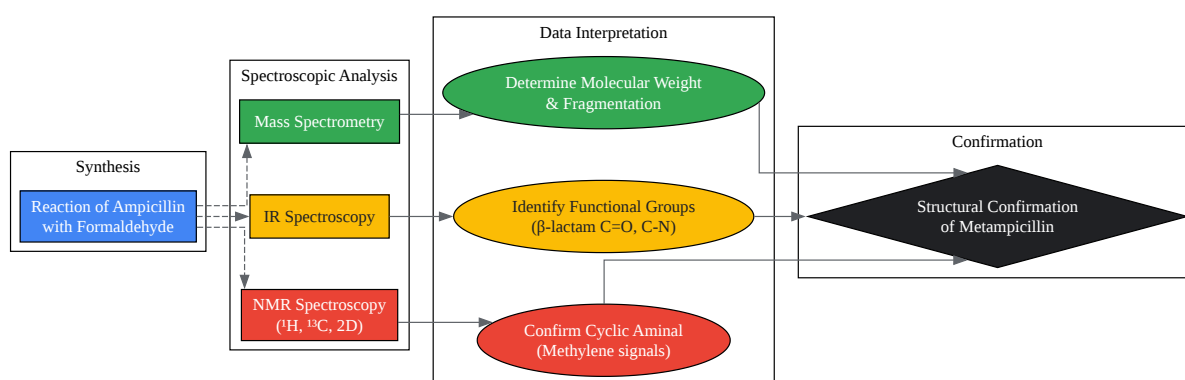 Synthesis
Reaction of Ampicillin
with Formaldehyde
Spectroscopic Analysis
Mass Spectrometry
IR Spectroscopy
NMR Spectroscopy
(¹H, ¹³C, 2D)
Data Interpretation
Determine Molecular Weight
& Fragmentation
Identify Functional Groups
(β-lactam C=O, C-N)
Confirm Cyclic Aminal
(Methylene signals)
Confirmation
Structural Confirmation
of Metampicillin